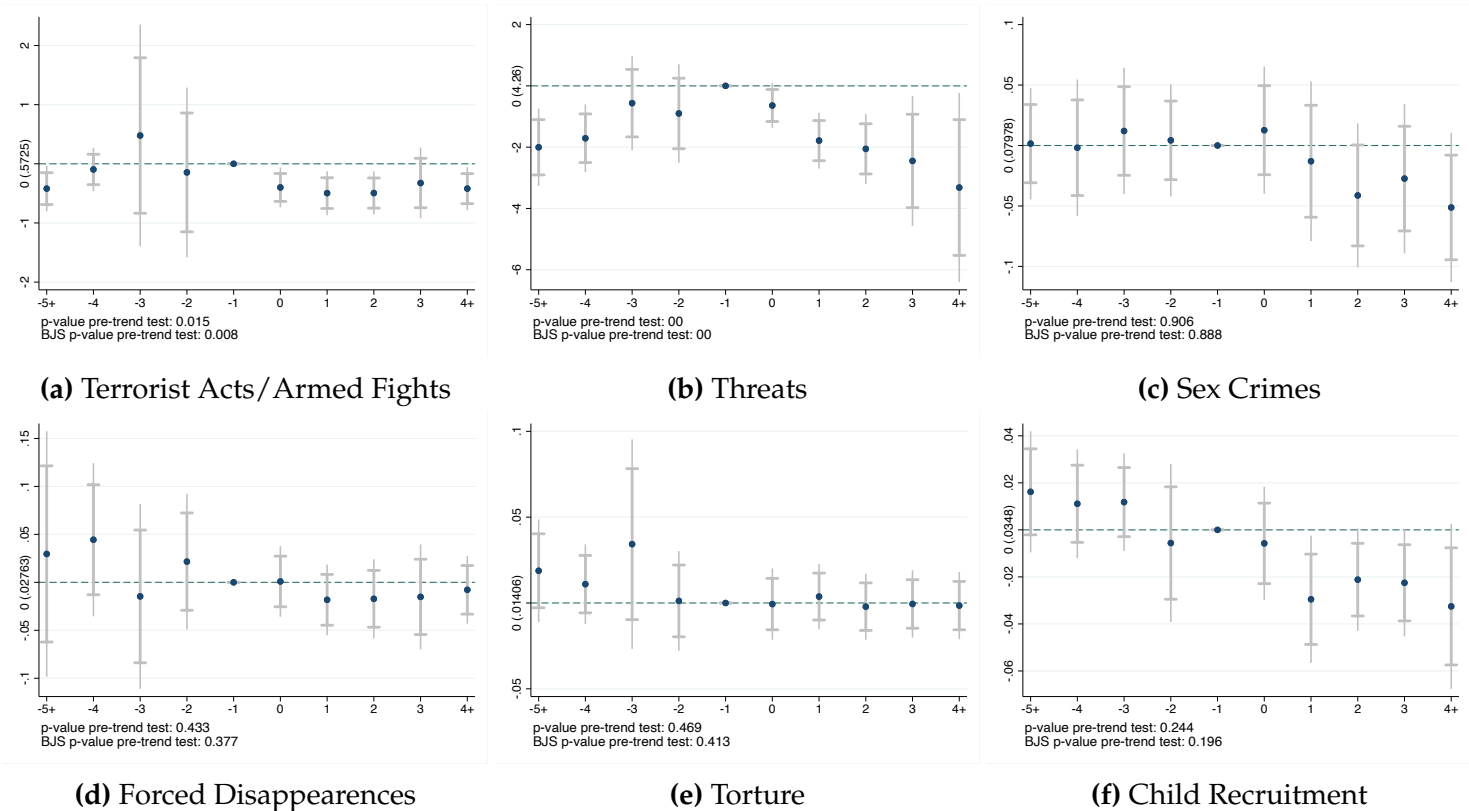 2
1
0 (.5725)
-1
-2
-5+ -4 -3 -2 -1 0 1 2 3 4+
p-value pre-trend test: 0.015
BJS p-value pre-trend test: 0.008
(a) Terrorist Acts/Armed Fights
2
0 (4.26)
-2
-4
-6
-5+ -4 -3 -2 -1 0 1 2 3 4+
p-value pre-trend test: 00
BJS p-value pre-trend test: 00
(b) Threats
.1
.05
0 (.07978)
-.05
-.1
-5+ -4 -3 -2 -1 0 1 2 3 4+
p-value pre-trend test: 0.906
BJS p-value pre-trend test: 0.888
(c) Sex Crimes
.15
.1
.05
0 (.02763)
-.05
-.1
-5+ -4 -3 -2 -1 0 1 2 3 4+
p-value pre-trend test: 0.433
BJS p-value pre-trend test: 0.377
(d) Forced Disappearences
.1
.05
0 (.01406)
-.05
-5+ -4 -3 -2 -1 0 1 2 3 4+
p-value pre-trend test: 0.469
BJS p-value pre-trend test: 0.413
(e) Torture
.04
.02
0 (.0348)
-.02
-.04
-.06
-5+ -4 -3 -2 -1 0 1 2 3 4+
p-value pre-trend test: 0.244
BJS p-value pre-trend test: 0.196
(f) Child Recruitment